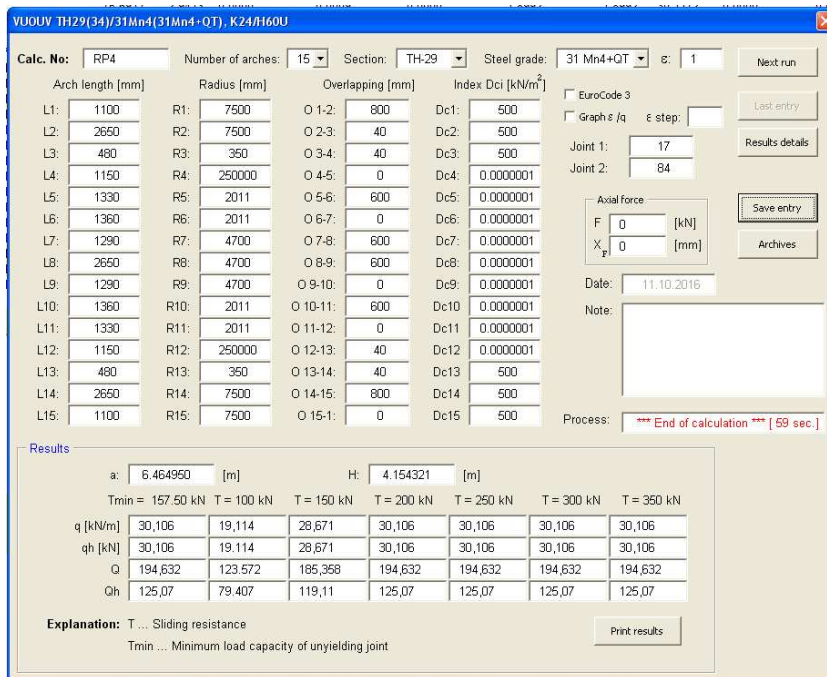 VUOUV TH29(34)/31Mn4(31Mn4+QT), K24/H60U
Calc. No: RP4 Number of arches: 15 Section: TH-29 Steel grade: 31 Mn4+QT ε: 1 Next run
Arch length [mm] Radius [mm] Overlapping [mm] Index Dci [kN/m²]
EuroCode 3
Last entry
Graph ε /q ε step:
Results details
Joint 1: 17
Joint 2: 84
L1: 1100 R1: 7500 O 1-2: 800 Dc1: 500
L2: 2650 R2: 7500 O 2-3: 40 Dc2: 500
L3: 480 R3: 350 O 3-4: 40 Dc3: 500
L4: 1150 R4: 250000 O 4-5: 0 Dc4: 0.0000001
L5: 1330 R5: 2011 O 5-6: 600 Dc5: 0.0000001
L6: 1360 R6: 2011 O 6-7: 0 Dc6: 0.0000001
L7: 1290 R7: 4700 O 7-8: 600 Dc7: 0.0000001
L8: 2650 R8: 4700 O 8-9: 600 Dc8: 0.0000001
L9: 1290 R9: 4700 O 9-10: 0 Dc9: 0.0000001
L10: 1360 R10: 2011 O 10-11: 600 Dc10 0.0000001
L11: 1330 R11: 2011 O 11-12: 0 Dc11 0.0000001
L12: 1150 R12: 250000 O 12-13: 40 Dc12 0.0000001
L13: 480 R13: 350 O 13-14: 40 Dc13 500
L14: 2650 R14: 7500 O 14-15: 800 Dc14 500
L15: 1100 R15: 7500 O 15-1: 0 Dc15 500
Axial force
F 0 [kN]
X F 0 [mm]
Save entry
Archives
Date: 11.10.2016
Note:
Process: *** End of calculation *** [ 59 sec.]
Results
a: 6.464950 [m] H: 4.154321 [m]
Tmin = 157.50 kN T = 100 kN T = 150 kN T = 200 kN T = 250 kN T = 300 kN T = 350 kN
q [kN/m] 30,106 19,114 28,671 30,106 30,106 30,106 30,106
qh [kN] 30,106 19.114 28,671 30,106 30,106 30,106 30,106
Q 194,632 123.572 185,358 194,632 194,632 194,632 194,632
Qh 125,07 79.407 119,11 125,07 125,07 125,07 125,07
Explanation: T ... Sliding resistance
Tmin ... Minimum load capacity of unyielding joint
Print results